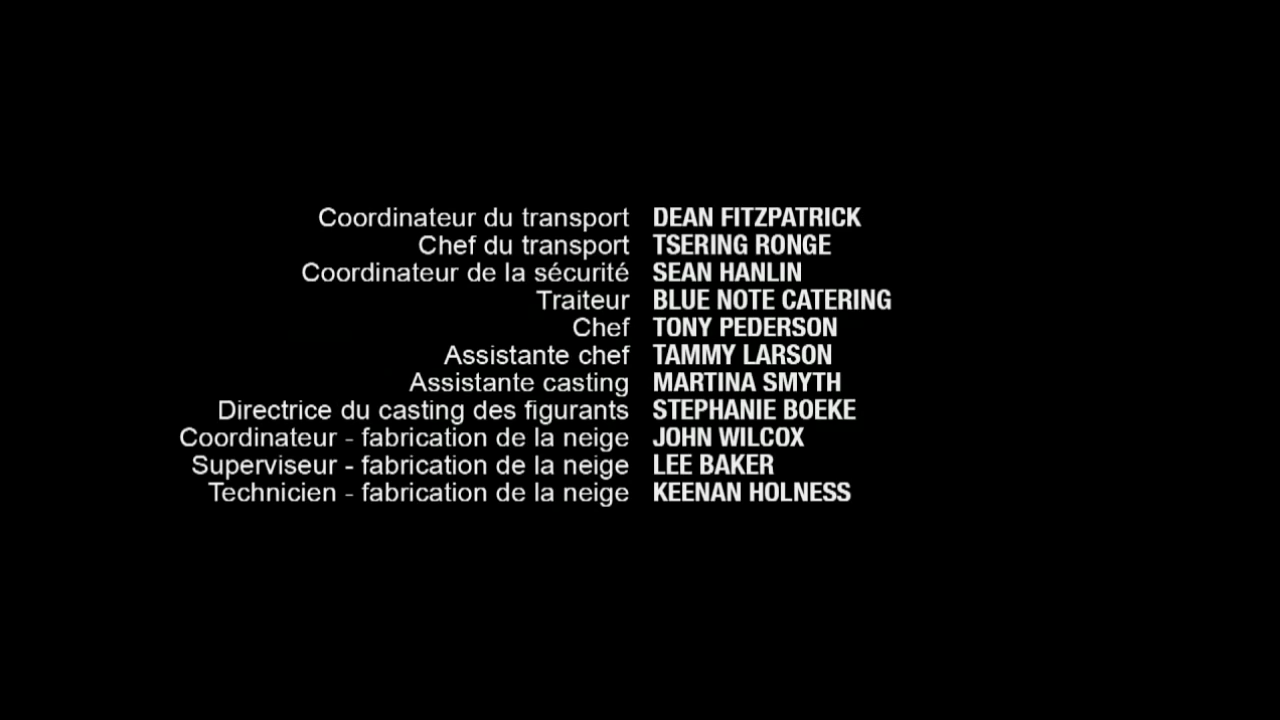 Coordinateur du transport DEAN FITZPATRICK
Chef du transport TSERING RONGE
Coordinateur de la sécurité SEAN HANLIN
Traiteur BLUE NOTE CATERING
Chef TONY PEDERSON
Assistante chef TAMMY LARSON
Assistante casting MARTINA SMYTH
Directrice du casting des figurants STEPHANIE BOEKE
Coordinateur - fabrication de la neige JOHN WILCOX
Superviseur - fabrication de la neige LEE BAKER
Technicien - fabrication de la neige KEENAN HOLNESS